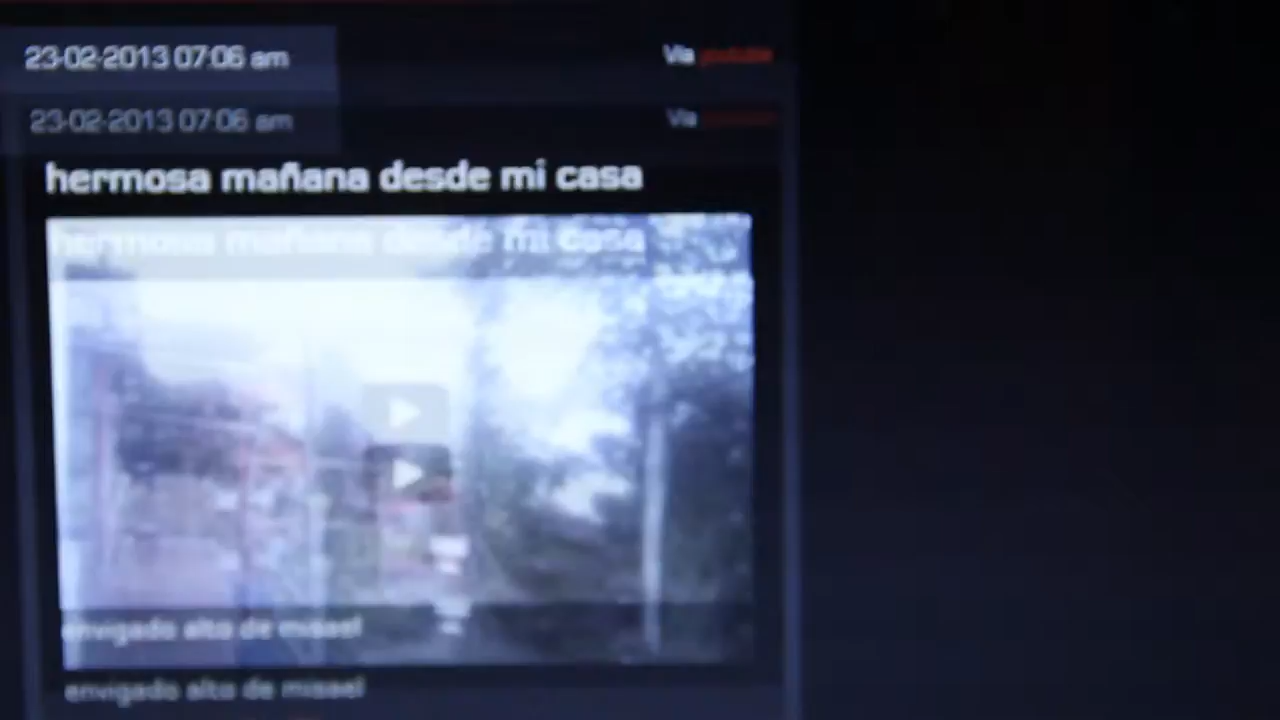 23-02-2013 07:06 am
Via youtube
23-02-2013 07:06 am
Via
hermosa mañana desde mi casa
hermosa mañana desde mi casa
envigado alto de misael
envigado alto de misael